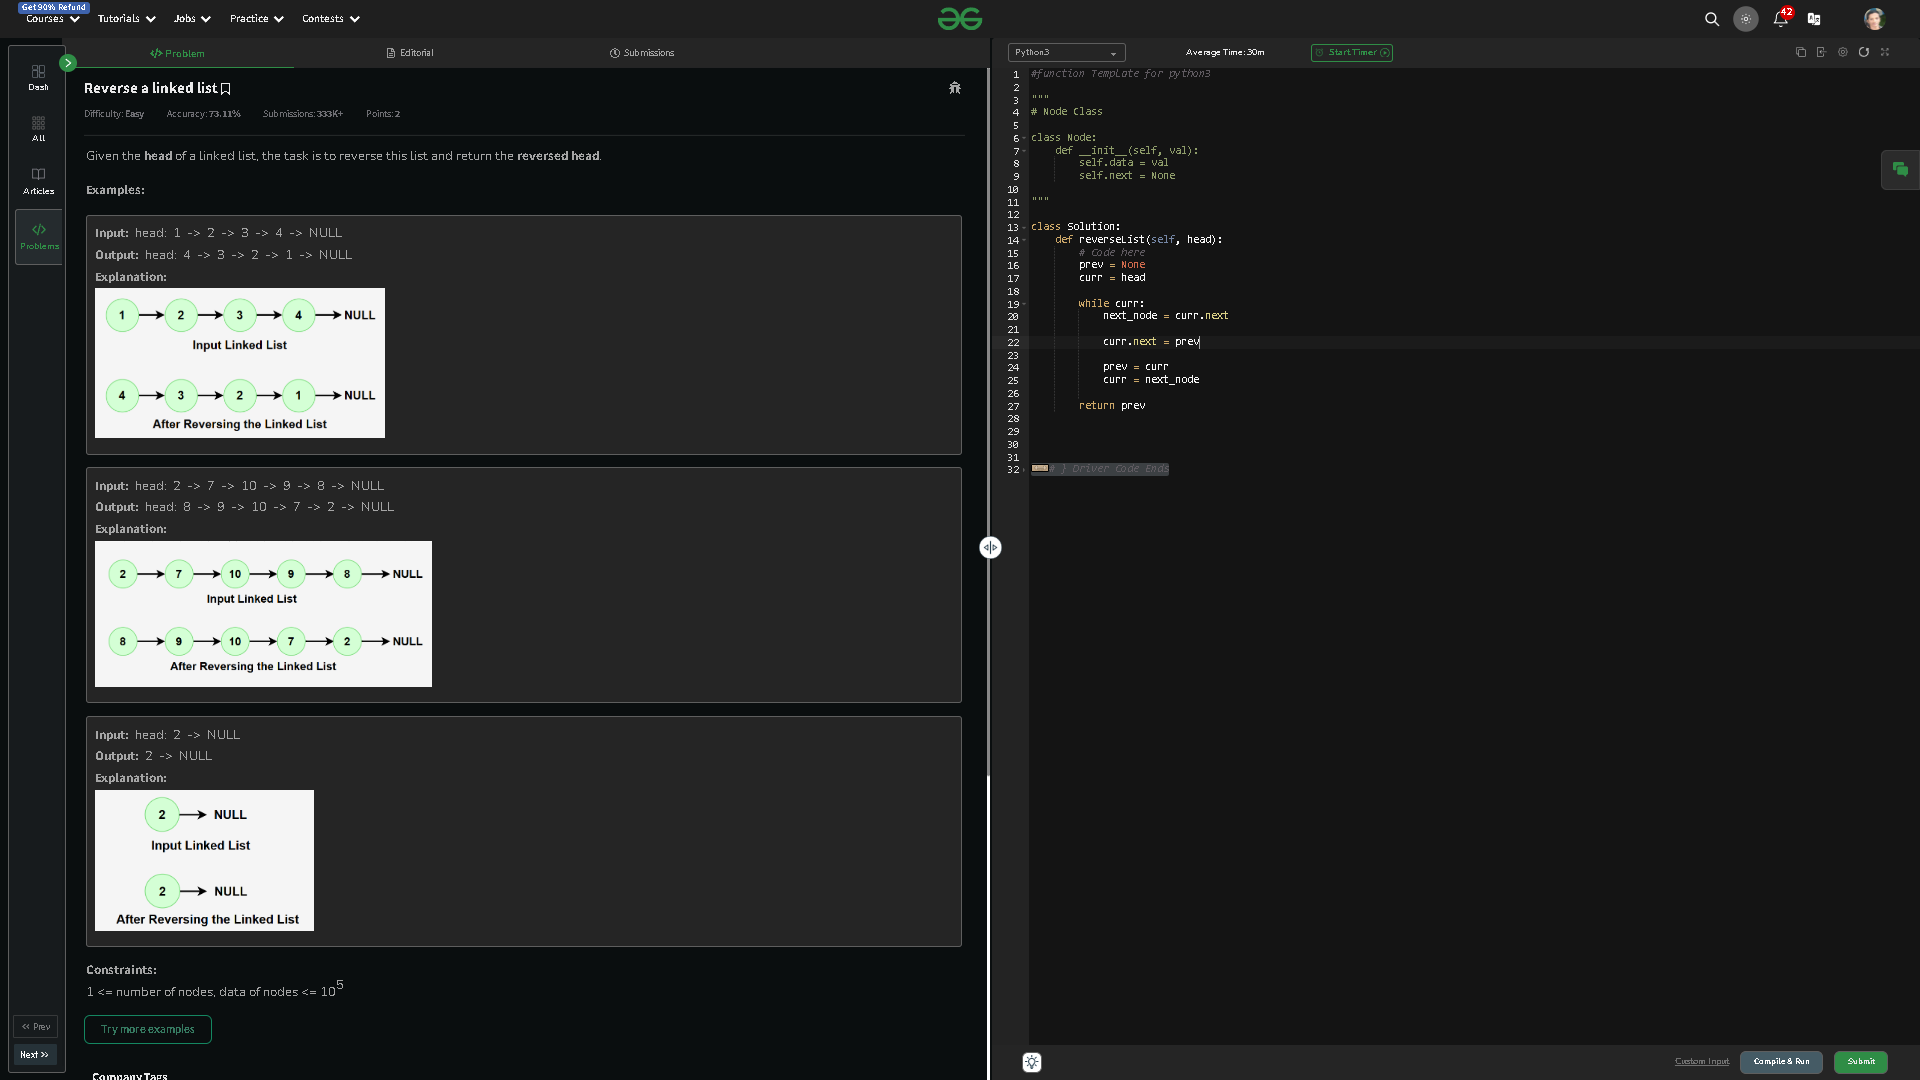 Get 90% Refund
Courses
Tutorials
Jobs
Practice
Contests
42
Dash
All
Articles
Problems
« Prev
Next »
</> Problem
Editorial
Submissions
Reverse a linked list
Difficulty: Easy Accuracy: 73.11% Submissions: 333K+ Points: 2
Given the head of a linked list, the task is to reverse this list and return the reversed head.
Examples:
Input: head: 1 -> 2 -> 3 -> 4 -> NULL
Output: head: 4 -> 3 -> 2 -> 1 -> NULL
Explanation:
1 2 3 4 NULL
Input Linked List
4 3 2 1 NULL
After Reversing the Linked List
Input: head: 2 -> 7 -> 10 -> 9 -> 8 -> NULL
Output: head: 8 -> 9 -> 10 -> 7 -> 2 -> NULL
Explanation:
2 7 10 9 8 NULL
Input Linked List
8 9 10 7 2 NULL
After Reversing the Linked List
Input: head: 2 -> NULL
Output: 2 -> NULL
Explanation:
2 NULL
Input Linked List
2 NULL
After Reversing the Linked List
Constraints:
1 <= number of nodes, data of nodes <= 10^5
Try more examples
Company Tags
Python3
Average Time: 30m
Start Timer
1 #function Template for python3
2
3 """
4 # Node Class
5
6 class Node:
7 def __init__(self, val):
8 self.data = val
9 self.next = None
10
11 """
12
13 class Solution:
14 def reverseList(self, head):
15 # Code here
16 prev = None
17 curr = head
18
19 while curr:
20 next_node = curr.next
21
22 curr.next = prev
23
24 prev = curr
25 curr = next_node
26
27 return prev
28
29
30
31
32 # } Driver Code Ends
Custom Input
Compile & Run
Submit